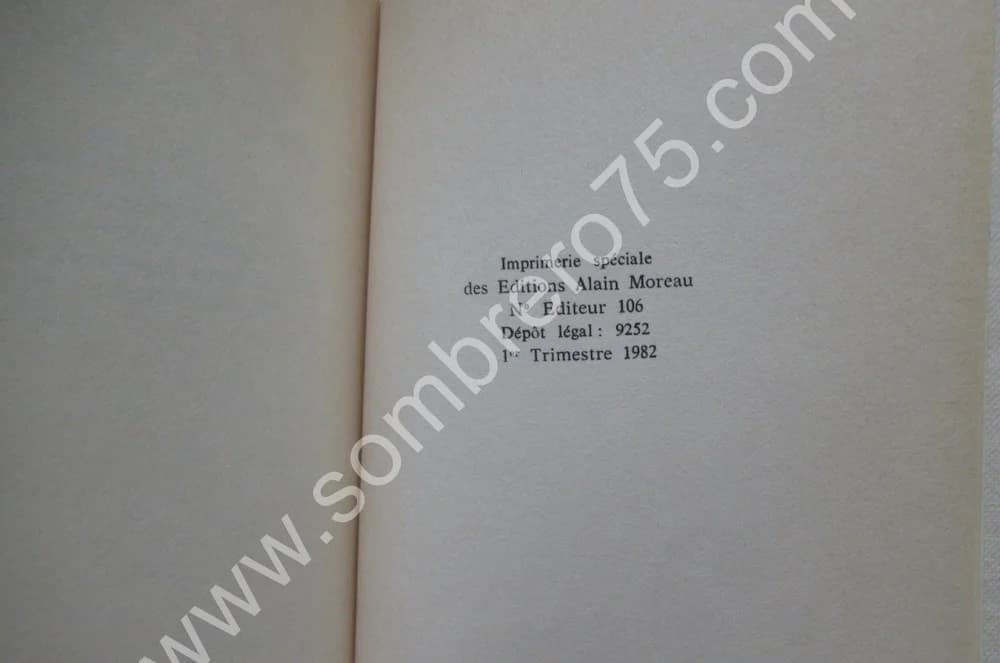 Imprimerie spéciale
des Editions Alain Moreau
N° Editeur 106
Dépôt légal : 9252
1er Trimestre 1982
www.sombrero75.com